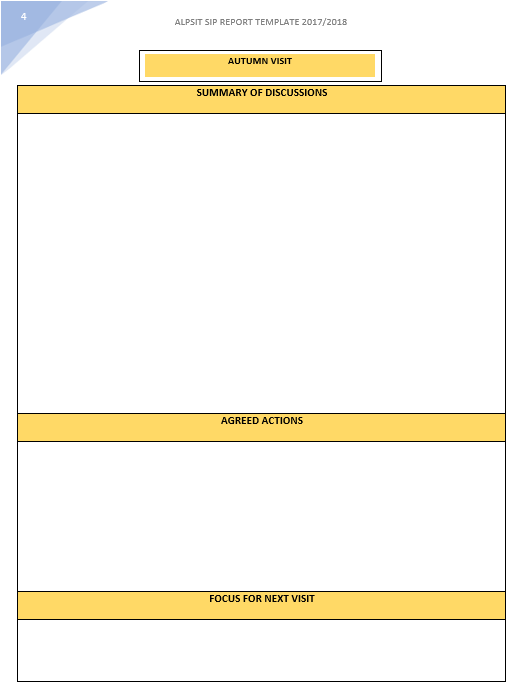 4
ALPSIT SIP REPORT TEMPLATE 2017/2018
AUTUMN VISIT
SUMMARY OF DISCUSSIONS
AGREED ACTIONS
FOCUS FOR NEXT VISIT